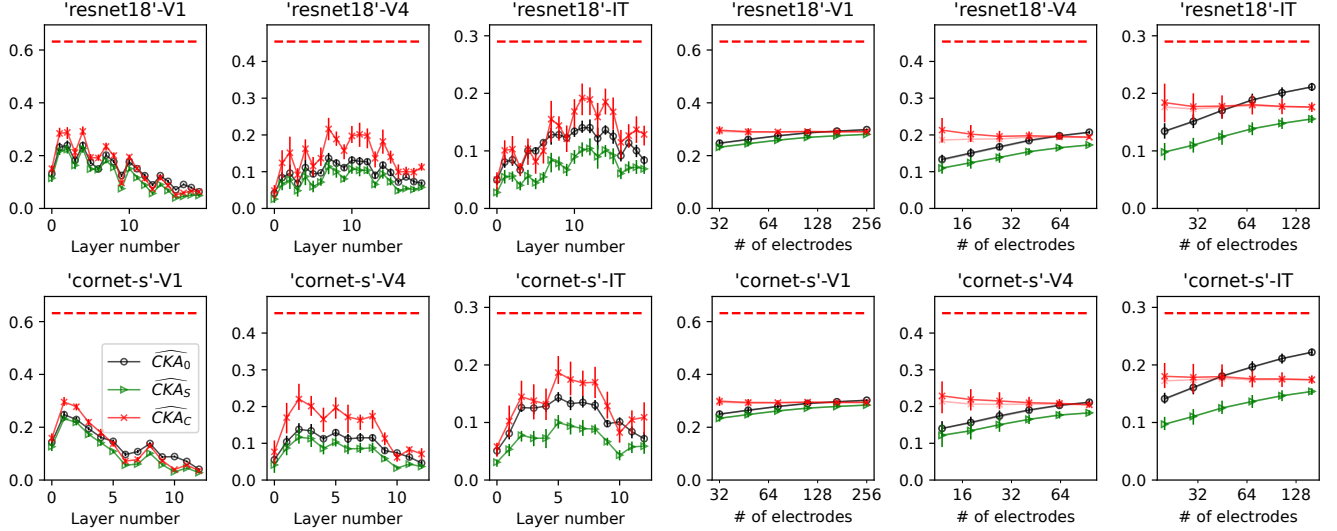 'resnet18'-V1 'resnet18'-V4 'resnet18'-IT 'resnet18'-V1 'resnet18'-V4 'resnet18'-IT
0.6 0.4 0.3 0.6 0.4 0.3
0.3 0.3
0.4 0.2 0.4 0.2
0.2 0.2
0.2 0.1 0.1 0.2 0.1 0.1
0.0 0.0 0.0 0.0 0.0 0.0
0 10 0 10 0 10 32 64 128 256 16 32 64 32 64 128
Layer number Layer number Layer number # of electrodes # of electrodes # of electrodes
'cornet-s'-V1 'cornet-s'-V4 'cornet-s'-IT 'cornet-s'-V1 'cornet-s'-V4 'cornet-s'-IT
0.6 0.4 0.3 0.6 0.4 0.3
0.3 0.3
0.4 0.2 0.4 0.2
$\widehat{CKA_0}$
$\widehat{CKA_S}$
$\widehat{CKA_C}$
0.2 0.2
0.2 0.1 0.1 0.2 0.1 0.1
0.0 0.0 0.0 0.0 0.0 0.0
0 5 10 0 5 10 0 5 10 32 64 128 256 16 32 64 32 64 128
Layer number Layer number Layer number # of electrodes # of electrodes # of electrodes